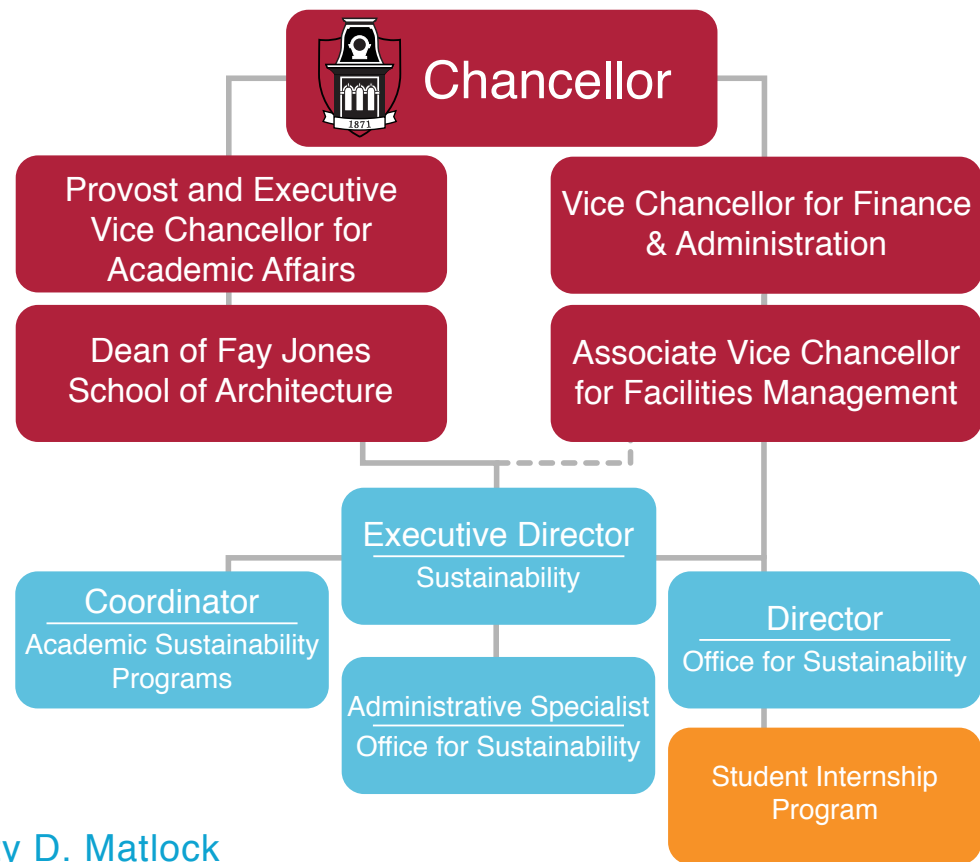 Chancellor
1871
Provost and Executive
Vice Chancellor for
Academic Affairs
Vice Chancellor for Finance
& Administration
Dean of Fay Jones
School of Architecture
Associate Vice Chancellor
for Facilities Management
Executive Director
Sustainability
Coordinator
Academic Sustainability
Programs
Director
Office for Sustainability
Administrative Specialist
Office for Sustainability
Student Internship
Program
D. Matlock